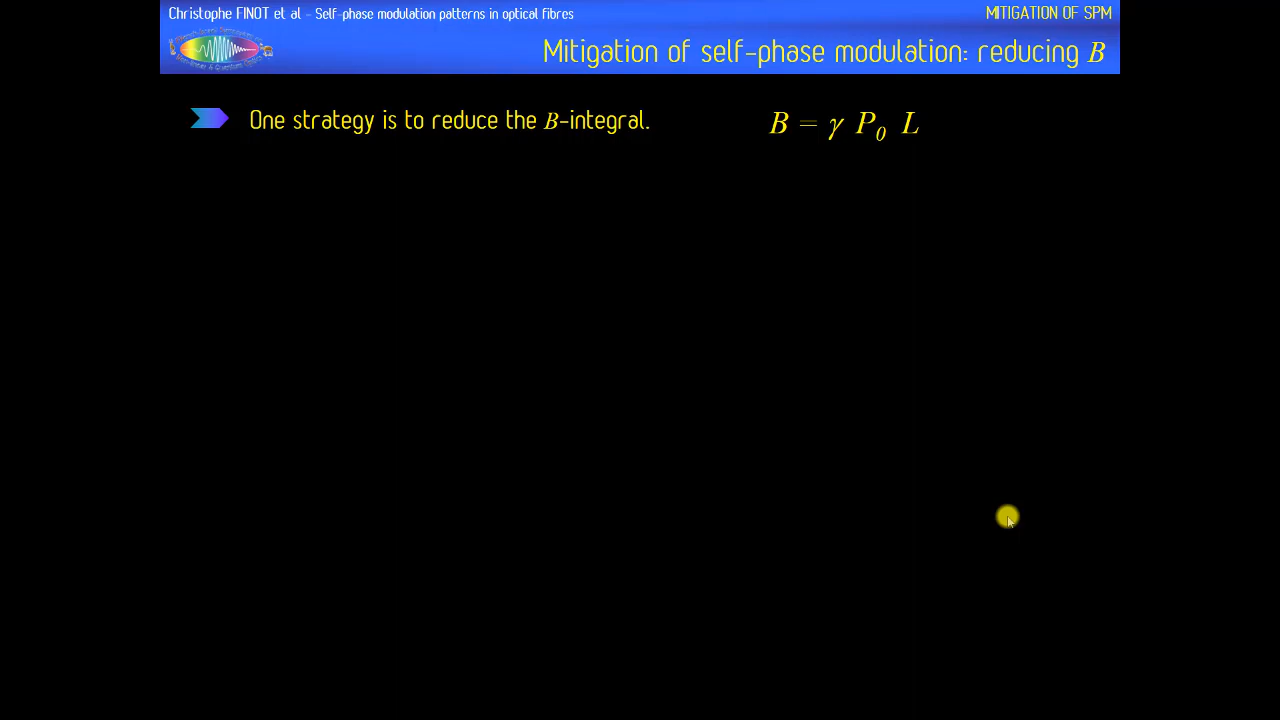 Christophe FINOT et al - Self-phase modulation patterns in optical fibres
MITIGATION OF SPM
Mitigation of self-phase modulation: reducing B
One strategy is to reduce the B-integral.
B = γ P₀ L